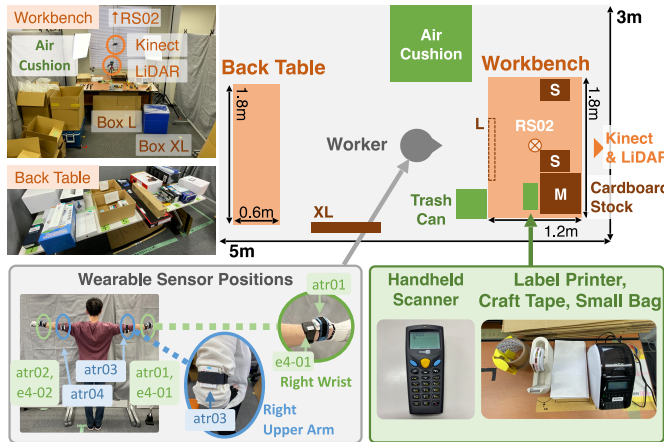 Workbench
↑RS02
Air
Cushion
Kinect
LiDAR
Box L
Box XL
Back Table
Air
Cushion
3m
Back Table
Workbench
1.8m
0.6m
Worker
L
S
RS02
S
M
1.8m
Kinect
& LiDAR
Cardboard
Stock
Trash
Can
XL
1.2m
5m
Wearable Sensor Positions
atr01
e4-01
Right Wrist
atr02,
e4-02
atr04
atr03
atr01,
e4-01
atr03
Right
Upper Arm
Handheld
Scanner
Label Printer,
Craft Tape, Small Bag